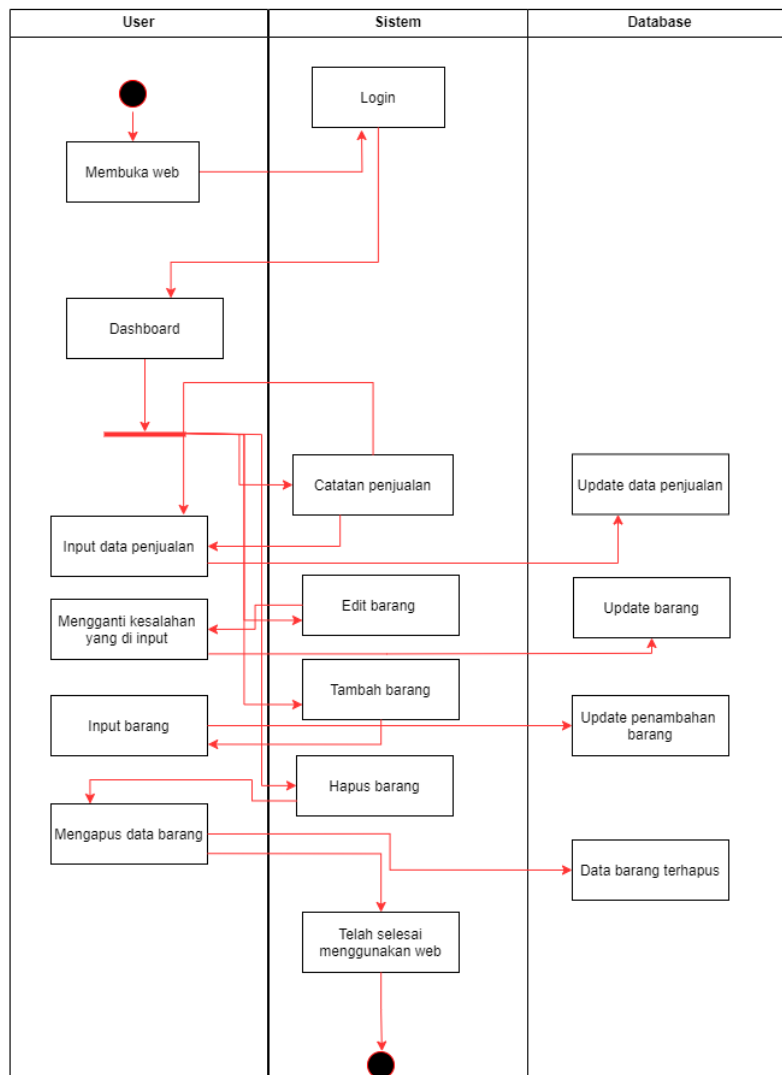 User
Sistem
Database
Login
Membuka web
Dashboard
Catatan penjualan
Update data penjualan
Input data penjualan
Edit barang
Update barang
Mengganti kesalahan
yang di input
Tambah barang
Input barang
Update penambahan
barang
Hapus barang
Mengapus data barang
Data barang terhapus
Telah selesai
menggunakan web